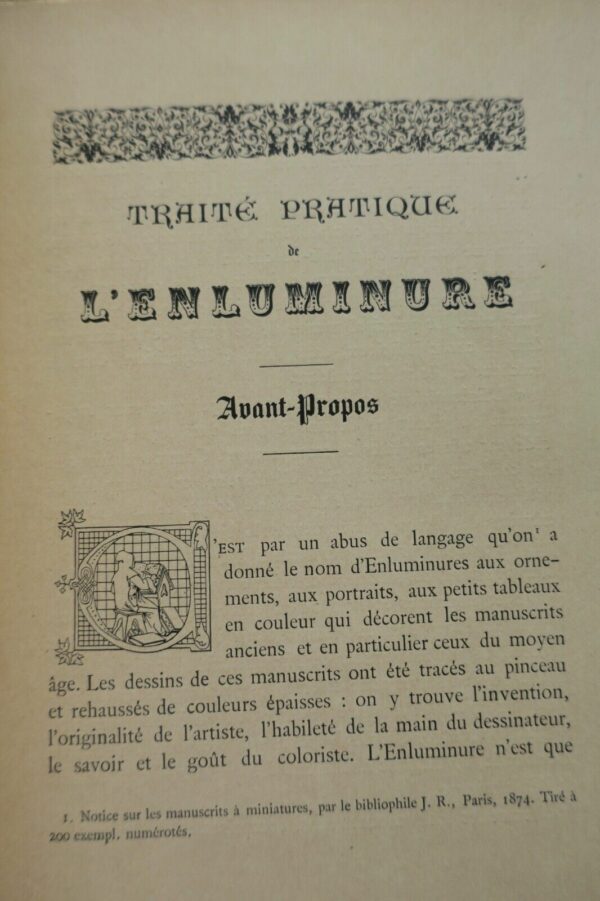 TRAITÉ PRATIQUE
de
L'ENLUMINURE
Avant-Propos
C'EST par un abus de langage qu'on¹ a
donné le nom d'Enluminures aux orne-
ments, aux portraits, aux petits tableaux
en couleur qui décorent les manuscrits
anciens et en particulier ceux du moyen
âge. Les dessins de ces manuscrits ont été tracés au pinceau
et rehaussés de couleurs épaisses : on y trouve l'invention,
l'originalité de l'artiste, l'habileté de la main du dessinateur,
le savoir et le goût du coloriste. L'Enluminure n'est que
1. Notice sur les manuscrits à miniatures, par le bibliophile J. R., Paris, 1874. Tiré à
200 exempl. numérotés.